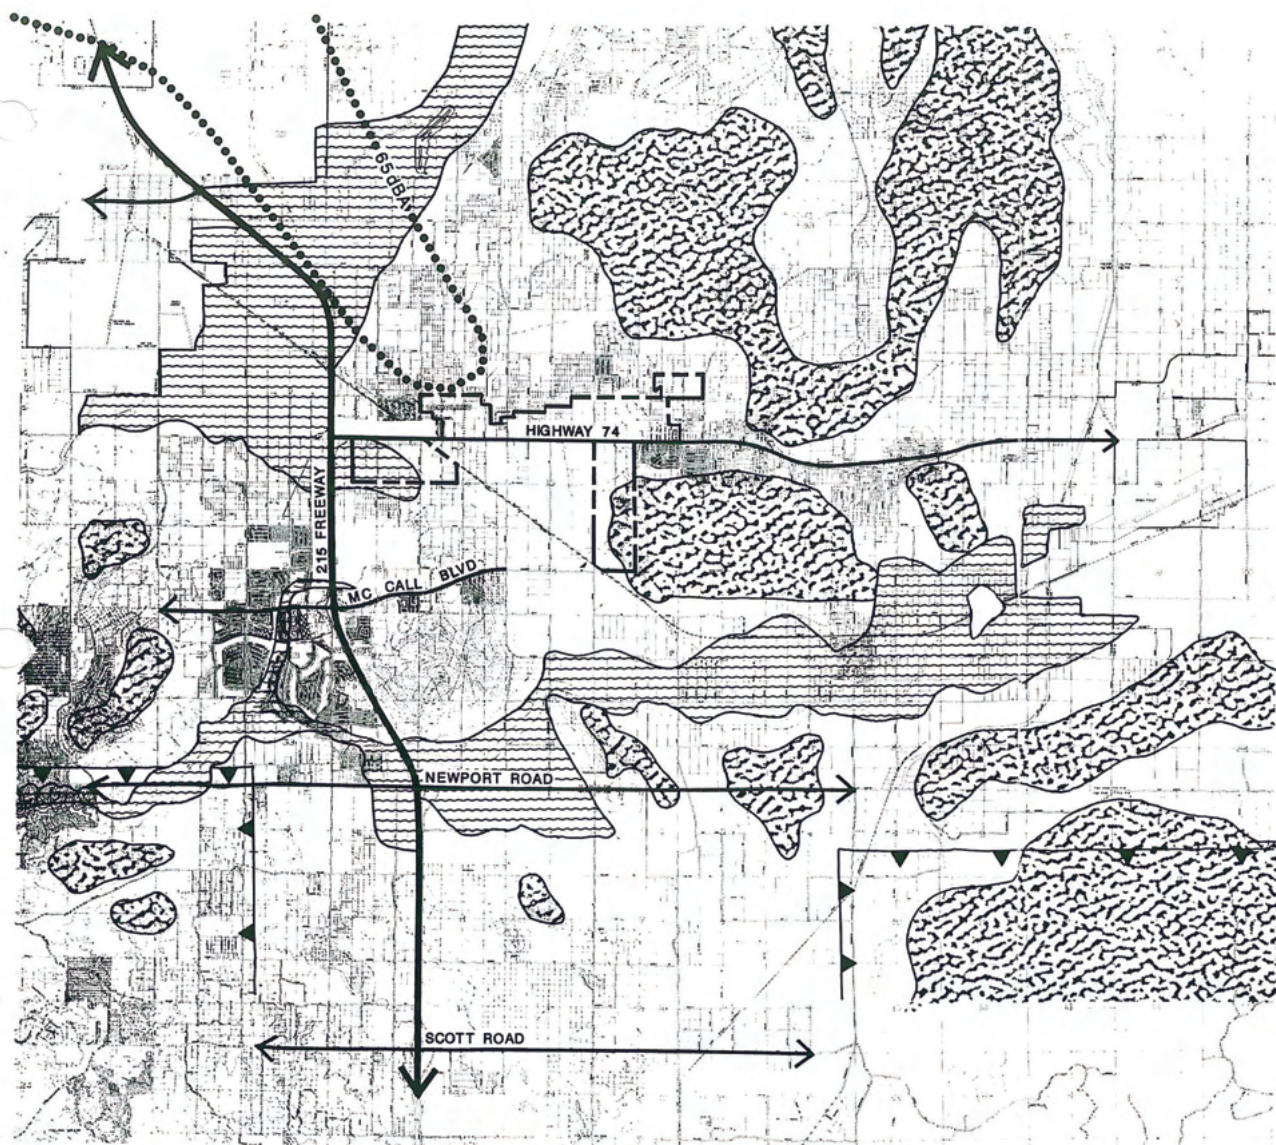 65dBA
HIGHWAY 74
215 FREEWAY
MC CALL BLVD
NEWPORT ROAD
SCOTT ROAD